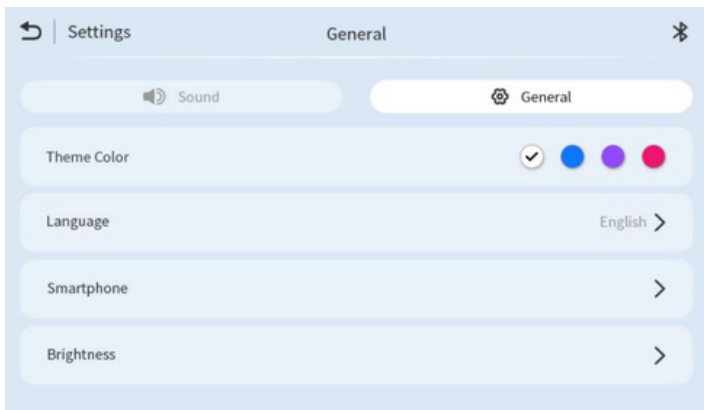 Settings
General
Sound
General
Theme Color
Language
English
Smartphone
Brightness